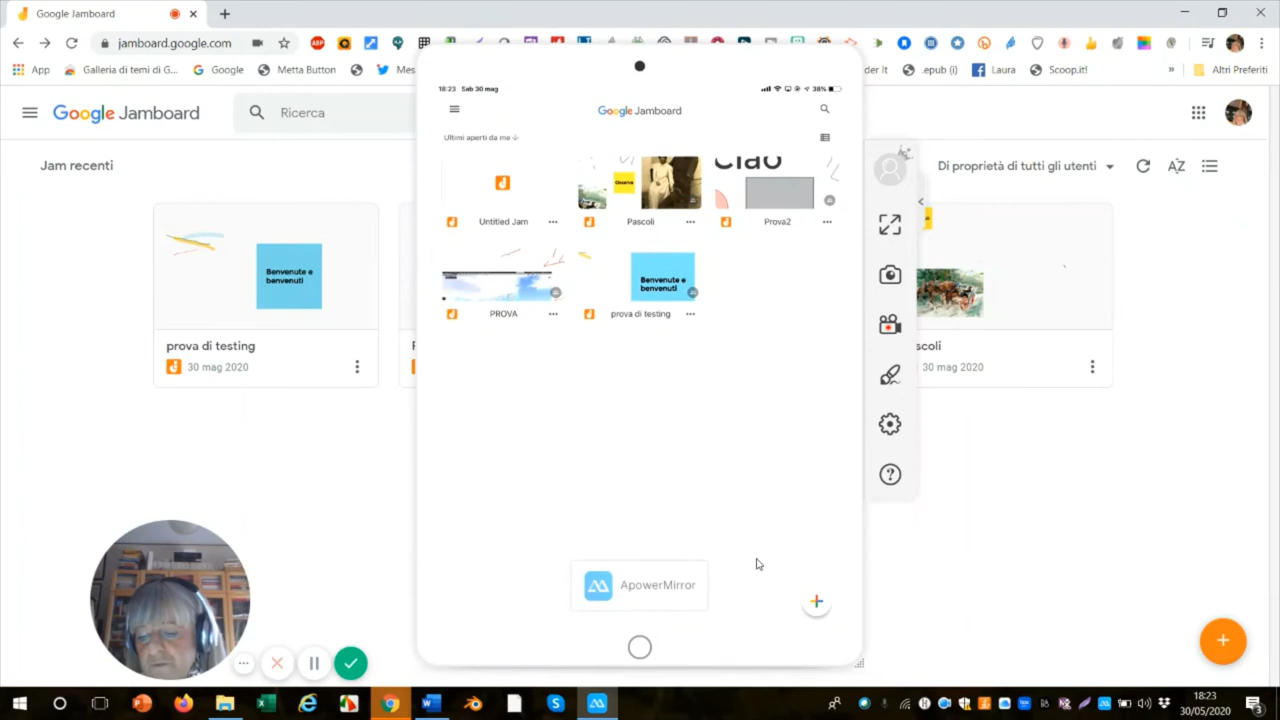 Google Jamboard
jamboard.google.com
ABP
App
Galleria di temi di G...
Google
Metta Button
Mes
der It
.epub (i)
Laura
Scoop.it!
»
Altri Preferiti
Google Jamboard
Ricerca
Jam recenti
Di proprietà di tutti gli utenti
18:23 Sab 30 mag
38%
Google Jamboard
Ultimi aperti da me
Untitled Jam
Osserva
Pascoli
Ciao
Prova2
PROVA
Benvenute e
benvenuti
prova di testing
Benvenute e
benvenuti
prova di testing
30 mag 2020
scoli
30 mag 2020
ApowerMirror
18:23
30/05/2020
3